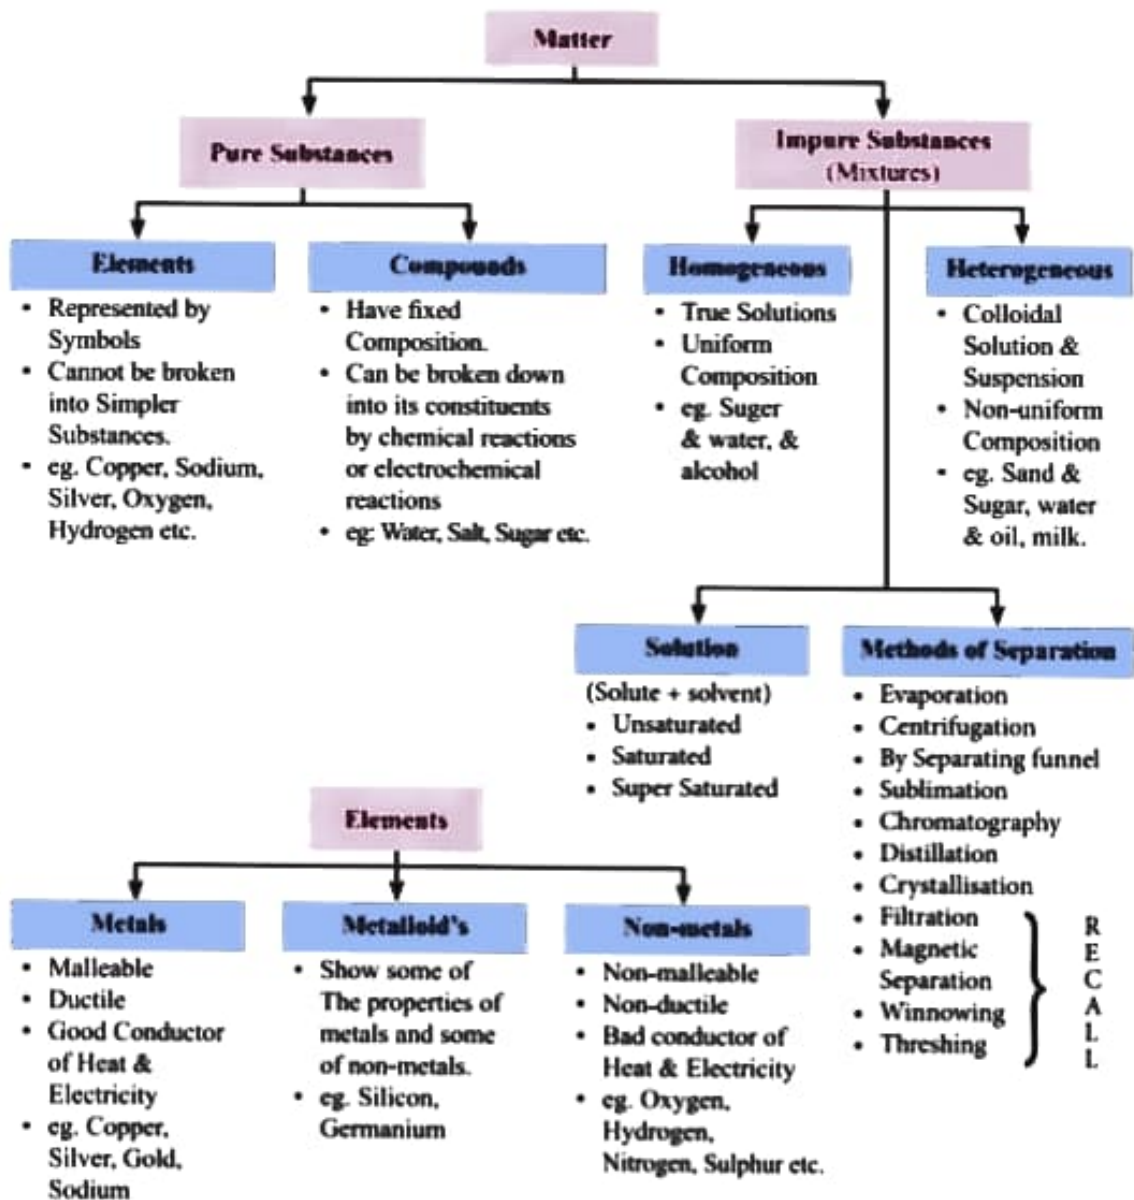 Matter
Pure Substances
Impure Substances
(Mixtures)
Elements
• Represented by
Symbols
• Cannot be broken
into Simpler
Substances.
• eg. Copper, Sodium,
Silver, Oxygen,
Hydrogen etc.
Compounds
• Have fixed
Composition.
• Can be broken down
into its constituents
by chemical reactions
or electrochemical
reactions
• eg: Water, Salt, Sugar etc.
Homogeneous
• True Solutions
• Uniform
Composition
• eg. Suger
& water, &
alcohol
Heterogeneous
• Colloidal
Solution &
Suspension
• Non-uniform
Composition
• eg. Sand &
Sugar, water
& oil, milk.
Solution
(Solute + solvent)
• Unsaturated
• Saturated
• Super Saturated
Methods of Separation
• Evaporation
• Centrifugation
• By Separating funnel
• Sublimation
• Chromatography
• Distillation
• Crystallisation
• Filtration
• Magnetic
Separation
• Winnowing
• Threshing
RECALL
Elements
Metals
• Malleable
• Ductile
• Good Conductor
of Heat &
Electricity
• eg. Copper,
Silver, Gold,
Sodium
Metalloid's
• Show some of
The properties of
metals and some
of non-metals.
• eg. Silicon,
Germanium
Non-metals
• Non-malleable
• Non-ductile
• Bad conductor of
Heat & Electricity
• eg. Oxygen,
Hydrogen,
Nitrogen, Sulphur etc.